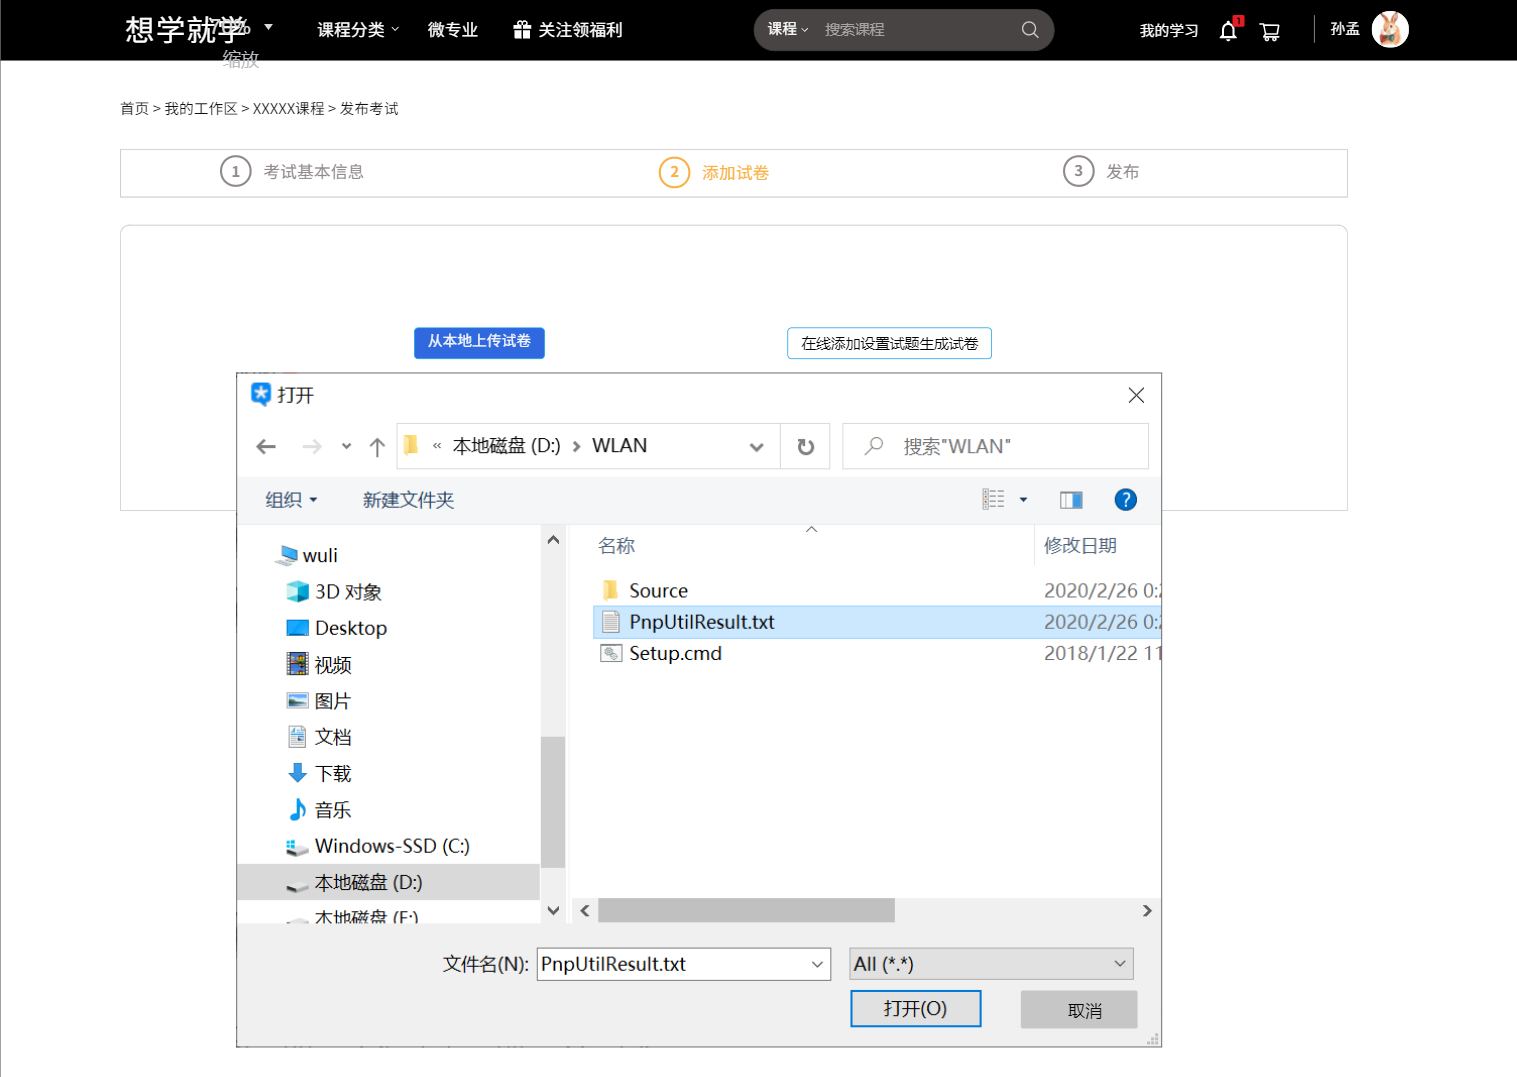 想学就学
缩放
课程分类
微专业
关注领福利
课程
搜索课程
我的学习
1
孙孟
首页 > 我的工作区 > XXXXX课程 > 发布考试
1 考试基本信息
2 添加试卷
3 发布
从本地上传试卷
在线添加设置试题生成试卷
打开
« 本地磁盘 (D:) › WLAN
搜索"WLAN"
组织
新建文件夹
?
wuli
3D 对象
Desktop
视频
图片
文档
下载
音乐
Windows-SSD (C:)
本地磁盘 (D:)
本地磁盘 (E:)
名称
修改日期
Source
2020/2/26 0:2
PnpUtilResult.txt
2020/2/26 0:2
Setup.cmd
2018/1/22 11
文件名(N):
PnpUtilResult.txt
All (*.*)
打开(O)
取消